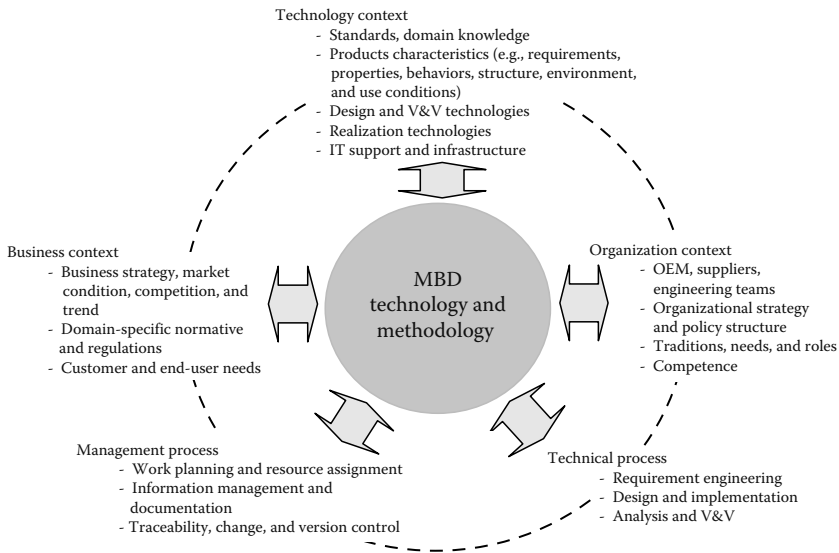 Technology context
- Standards, domain knowledge
- Products characteristics (e.g., requirements,
properties, behaviors, structure, environment,
and use conditions)
- Design and V&V technologies
- Realization technologies
- IT support and infrastructure
Business context
- Business strategy, market
condition, competition, and
trend
- Domain-specific normative
and regulations
- Customer and end-user needs
MBD
technology and
methodology
Organization context
- OEM, suppliers,
engineering teams
- Organizational strategy
and policy structure
- Traditions, needs, and roles
- Competence
Management process
- Work planning and resource assignment
- Information management and
documentation
- Traceability, change, and version control
Technical process
- Requirement engineering
- Design and implementation
- Analysis and V&V